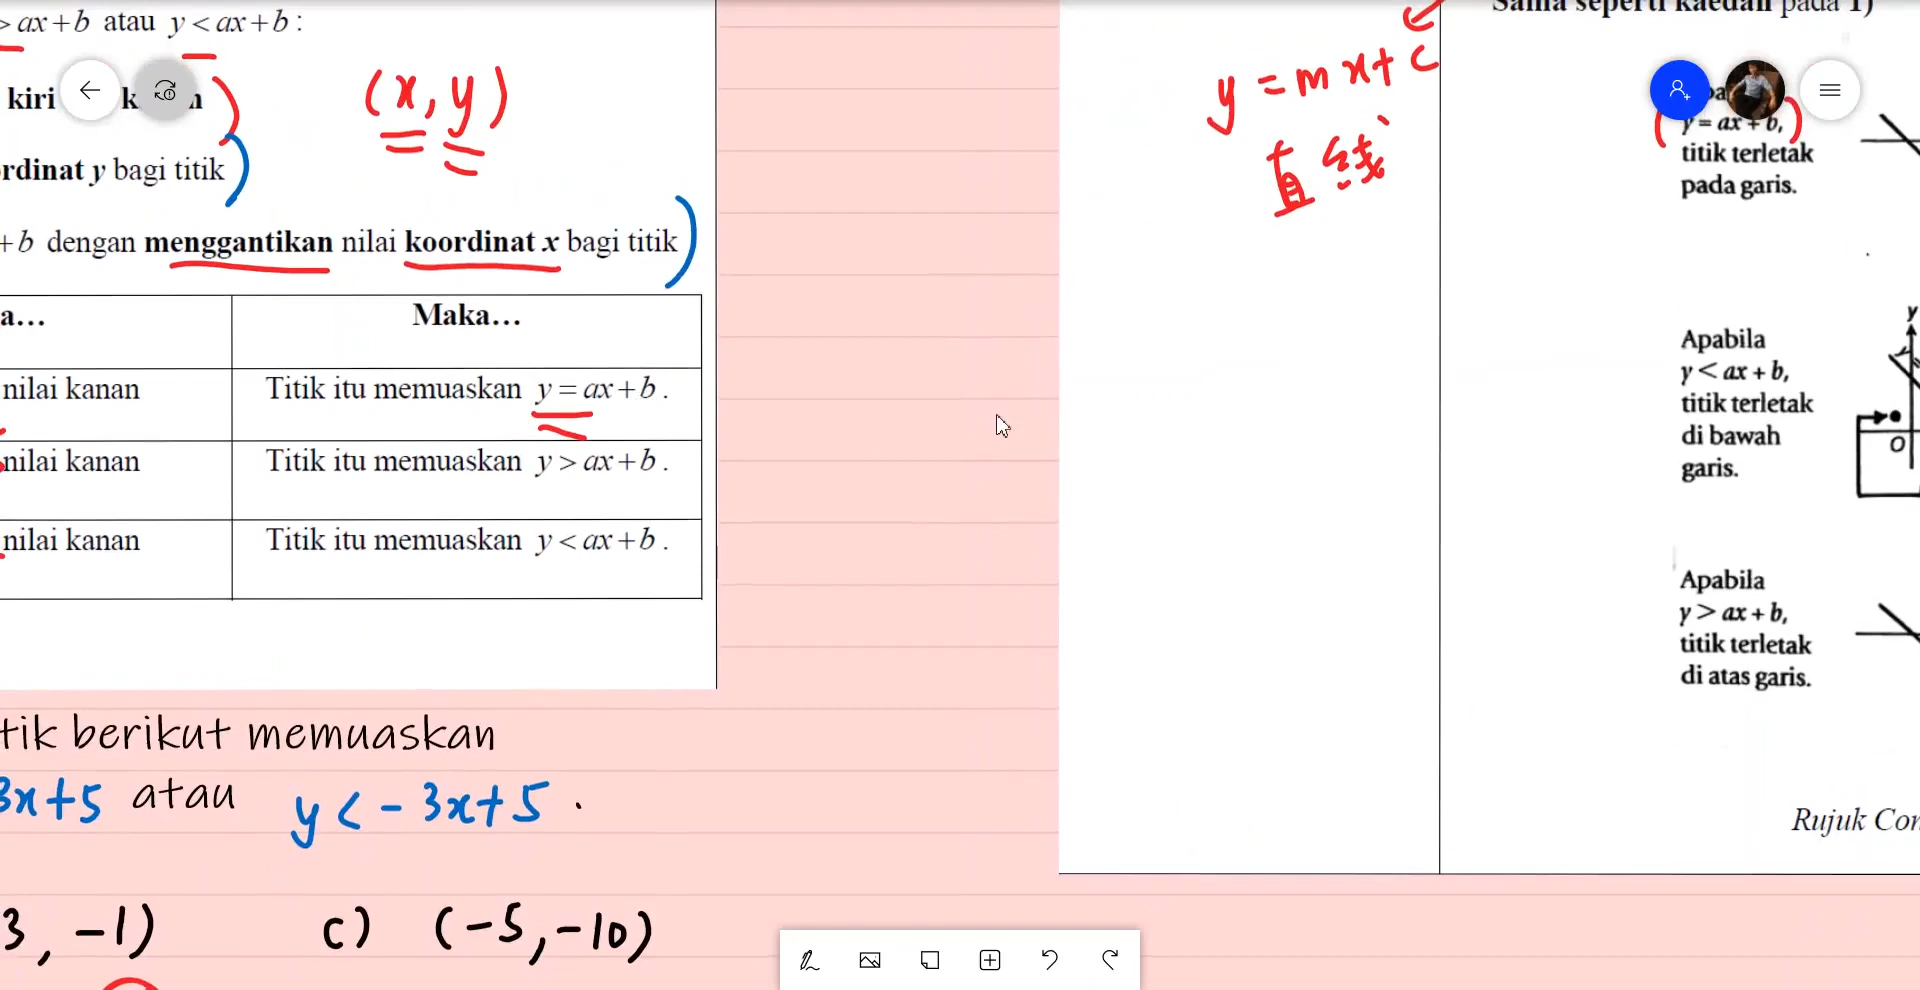 > ax+b atau y < ax+b :
kiri
(x, y)
rdinat y bagi titik
+b dengan menggantikan nilai koordinat x bagi titik
a…
Maka…
nilai kanan
Titik itu memuaskan y = ax+b .
nilai kanan
Titik itu memuaskan y > ax+b .
nilai kanan
Titik itu memuaskan y < ax+b .
tik berikut memuaskan
3x+5 atau y < -3x+5 .
3, -1)
c) (-5,-10)
y = mx+c
直线
pada 1)
y = ax + b,
titik terletak
pada garis.
Apabila
y < ax + b,
titik terletak
di bawah
garis.
y
O
Apabila
y > ax + b,
titik terletak
di atas garis.
Rujuk